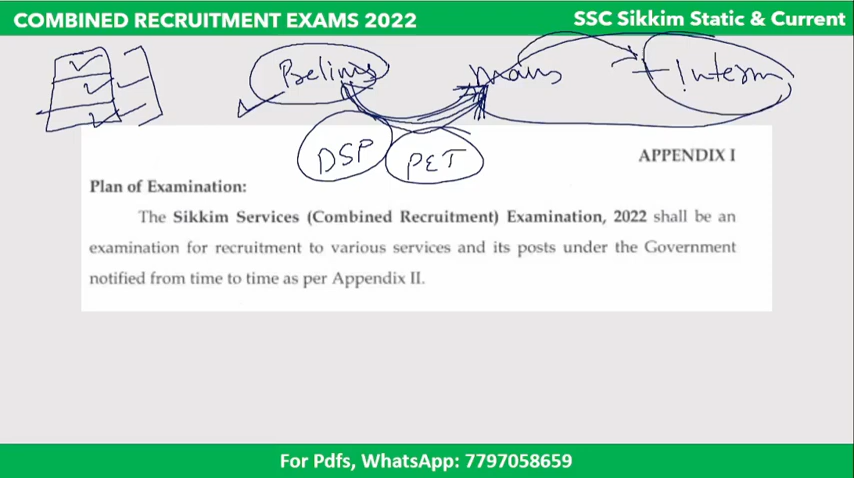 COMBINED RECRUITMENT EXAMS 2022
SSC Sikkim Static & Current
Prelims
Mains
+ Interv
DSP
PET
APPENDIX I
Plan of Examination:
The Sikkim Services (Combined Recruitment) Examination, 2022 shall be an
examination for recruitment to various services and its posts under the Government
notified from time to time as per Appendix II.
For Pdfs, WhatsApp: 7797058659